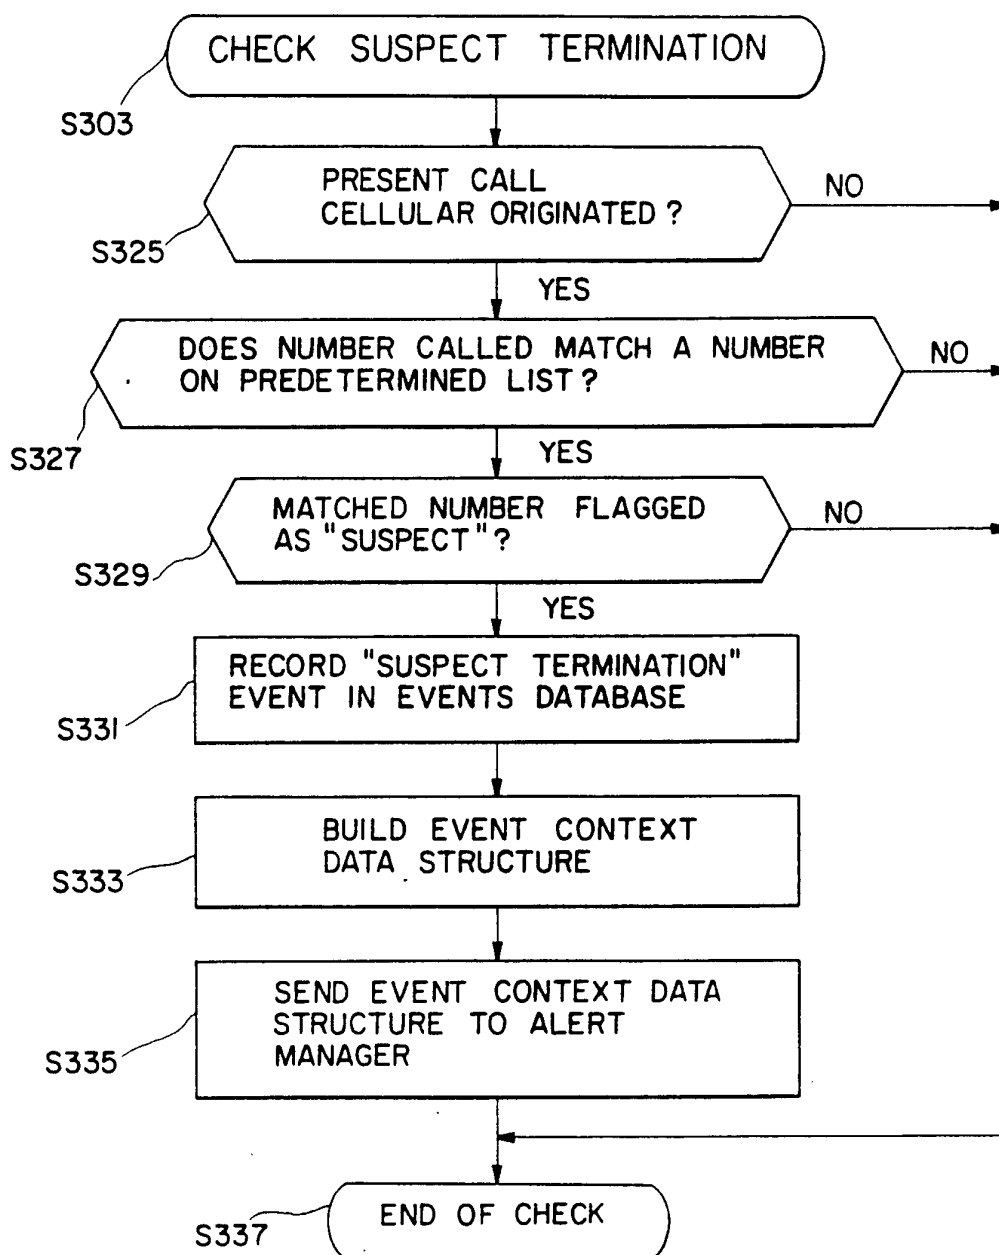 CHECK SUSPECT TERMINATION
S303
PRESENT CALL
CELLULAR ORIGINATED?
NO
S325
YES
DOES NUMBER CALLED MATCH A NUMBER
ON PREDETERMINED LIST?
NO
S327
YES
MATCHED NUMBER FLAGGED
AS "SUSPECT"?
NO
S329
YES
RECORD "SUSPECT TERMINATION"
EVENT IN EVENTS DATABASE
S331
BUILD EVENT CONTEXT
DATA STRUCTURE
S333
SEND EVENT CONTEXT DATA
STRUCTURE TO ALERT
MANAGER
S335
END OF CHECK
S337